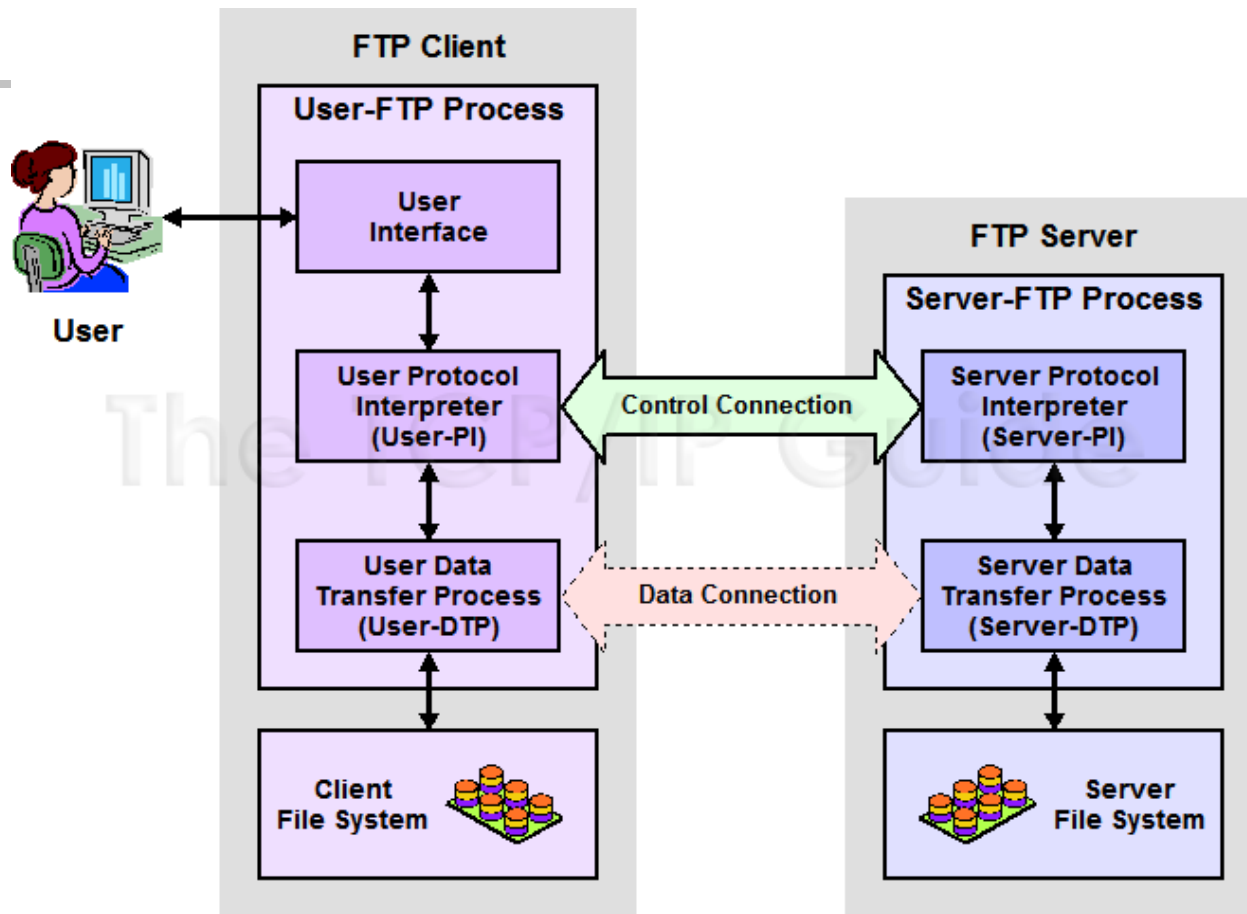 FTP Client
User-FTP Process
User
Interface
User
FTP Server
Server-FTP Process
User Protocol
Interpreter
(User-PI)
Control Connection
Server Protocol
Interpreter
(Server-PI)
The TCP/IP Guide
User Data
Transfer Process
(User-DTP)
Data Connection
Server Data
Transfer Process
(Server-DTP)
Client
File System
Server
File System